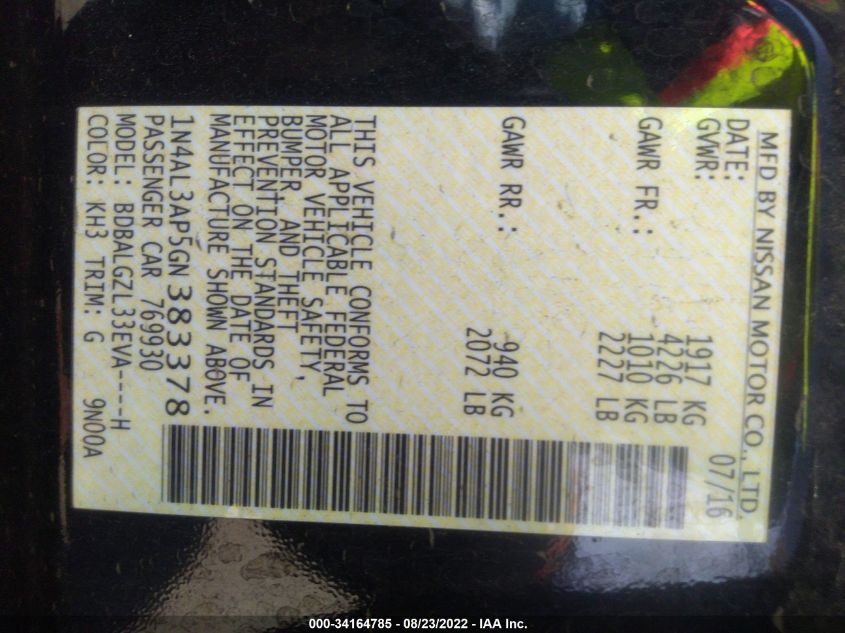 MFD BY NISSAN MOTOR CO., LTD
DATE: 07/16
GVWR: 1917 KG
4226 LB
GAWR FR.: 1010 KG
2227 LB
GAWR RR.: 940 KG
2072 LB
THIS VEHICLE CONFORMS TO
ALL APPLICABLE FEDERAL
MOTOR VEHICLE SAFETY,
BUMPER, AND THEFT
PREVENTION STANDARDS IN
EFFECT ON THE DATE OF
MANUFACTURE SHOWN ABOVE.
1N4AL3AP5GN383378
PASSENGER CAR 769930
MODEL: BDBALGZL33EVA----H
COLOR: KH3 TRIM: G 9N00A
000-34164785 - 08/23/2022 - IAA Inc.